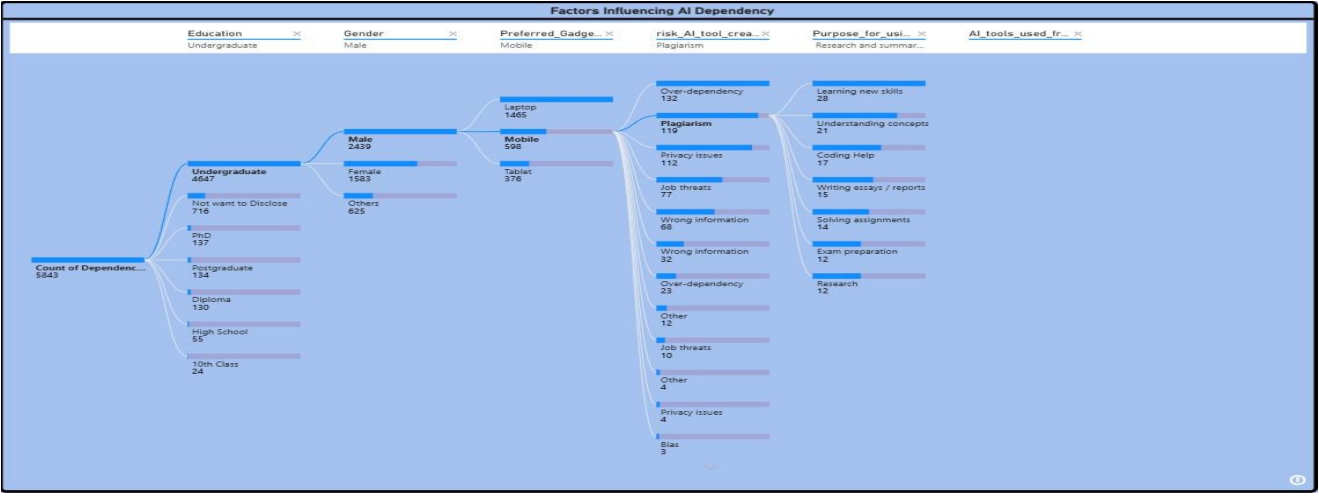 Factors Influencing AI Dependency
Education
Undergraduate
Gender
Male
Preferred_Gadge...
Mobile
risk_AI_tool_crea...
Plagiarism
Purpose_for_usi...
Research and summar...
AI_tools_used_fr...
Count of Dependenc...
5843
Undergraduate
4647
Not want to Disclose
716
PhD
137
Postgraduate
134
Diploma
130
High School
55
10th Class
24
Male
2439
Female
1583
Others
625
Laptop
1465
Mobile
598
Tablet
376
Over-dependency
132
Plagiarism
119
Privacy issues
112
Job threats
77
Wrong information
68
Wrong information
32
Over-dependency
23
Other
12
Job threats
10
Other
4
Privacy issues
4
Bias
3
Learning new skills
28
Understanding concepts
21
Coding Help
17
Writing essays / reports
15
Solving assignments
14
Exam preparation
12
Research
12